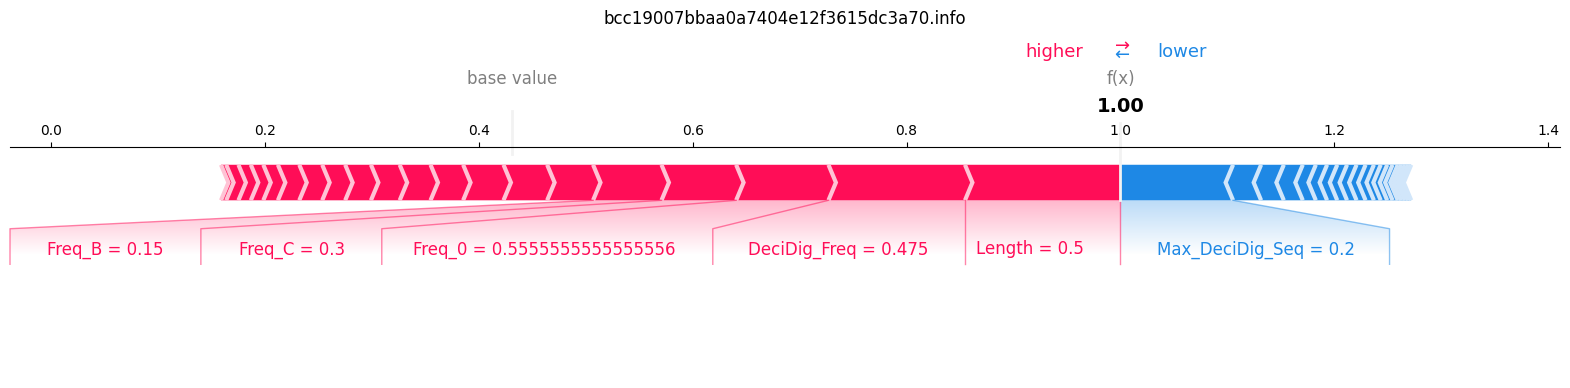 bcc19007bbaa0a7404e12f3615dc3a70.info
higher → ← lower
base value f(x)
1.00
0.0 0.2 0.4 0.6 0.8 1.0 1.2 1.4
Freq_B = 0.15 Freq_C = 0.3 Freq_0 = 0.5555555555555556 DeciDig_Freq = 0.475 Length = 0.5 Max_DeciDig_Seq = 0.2